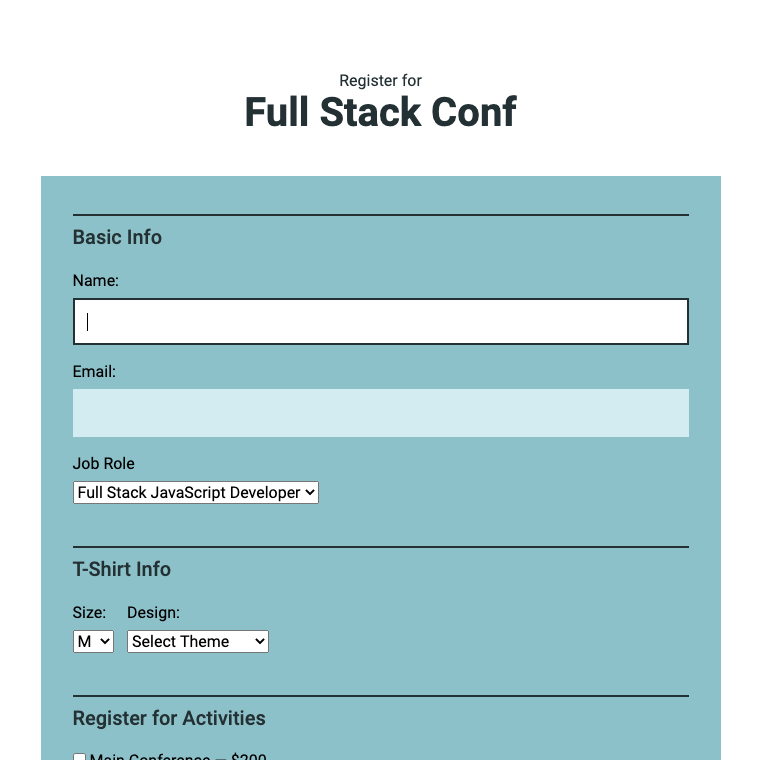 Register for
Full Stack Conf
Basic Info
Name:
Email:
Job Role
Full Stack JavaScript Developer
T-Shirt Info
Size: Design:
M Select Theme
Register for Activities
Main Conference — $200